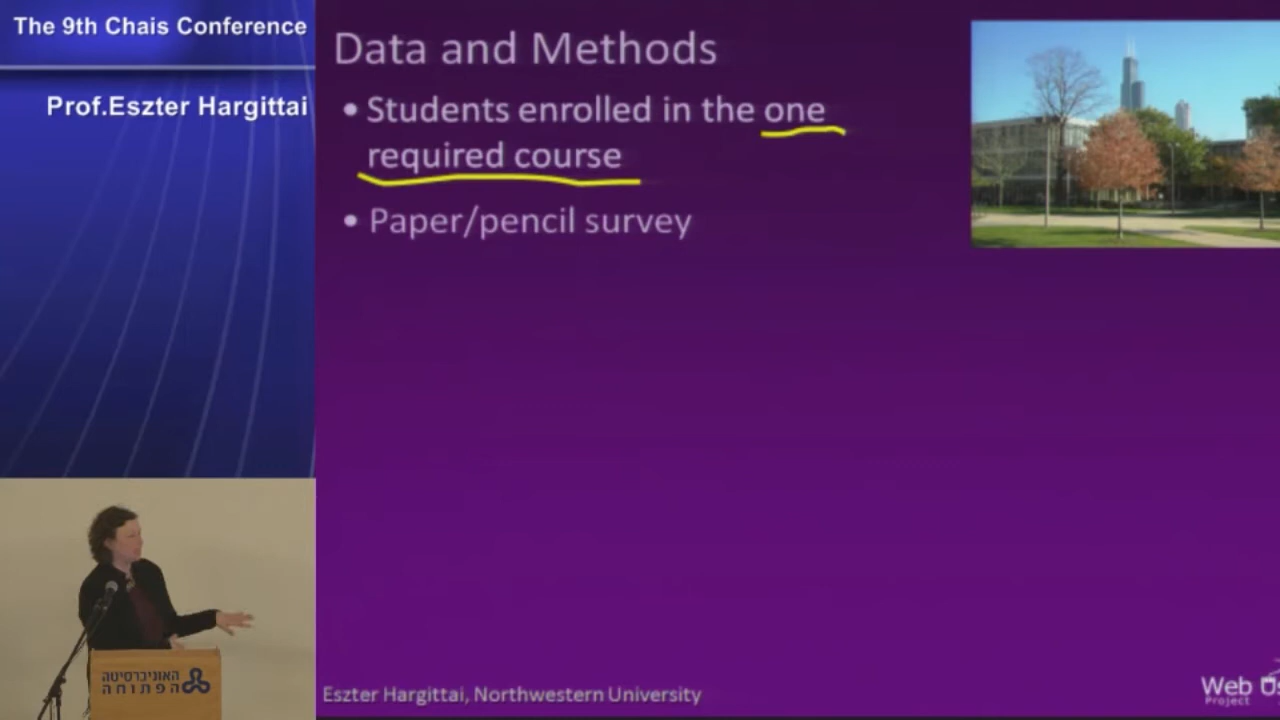 The 9th Chais Conference
Prof.Eszter Hargittai
Data and Methods
• Students enrolled in the one
required course
• Paper/pencil survey
האוניברסיטה
הפתוחה
Eszter Hargittai, Northwestern University
Web
Project